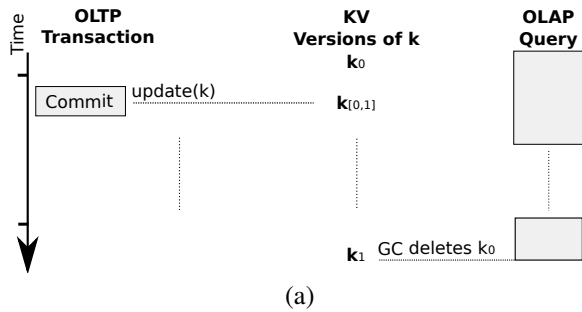 Time
OLTP
Transaction
KV
Versions of k
OLAP
Query
k0
Commit
update(k)
k[0,1]
k1
GC deletes k0
(a)